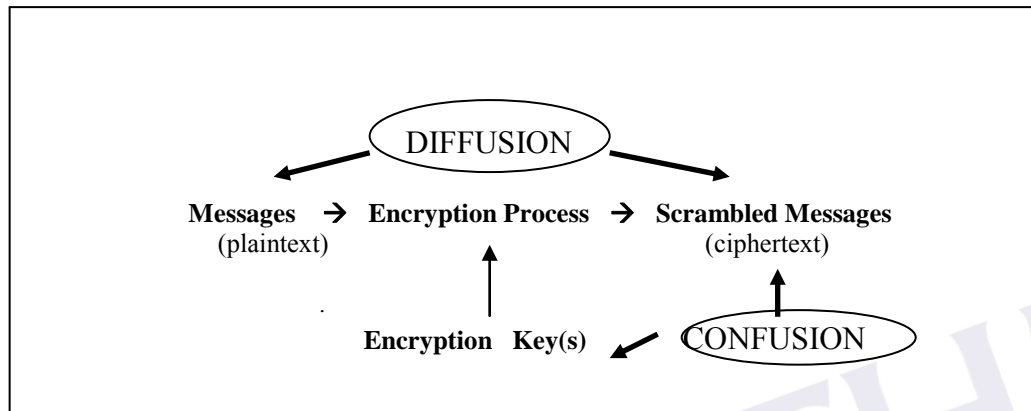 DIFFUSION
Messages → Encryption Process → Scrambled Messages
(plaintext) (ciphertext)
Encryption Key(s) CONFUSION